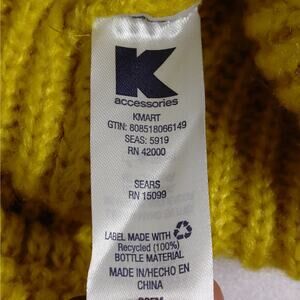 K
accessories
KMART
GTIN: 808518066149
SEAS: 5919
RN 42000
SEARS
RN 15099
LABEL MADE WITH
Recycled (100%)
BOTTLE MATERIAL
MADE IN/HECHO EN
CHINA